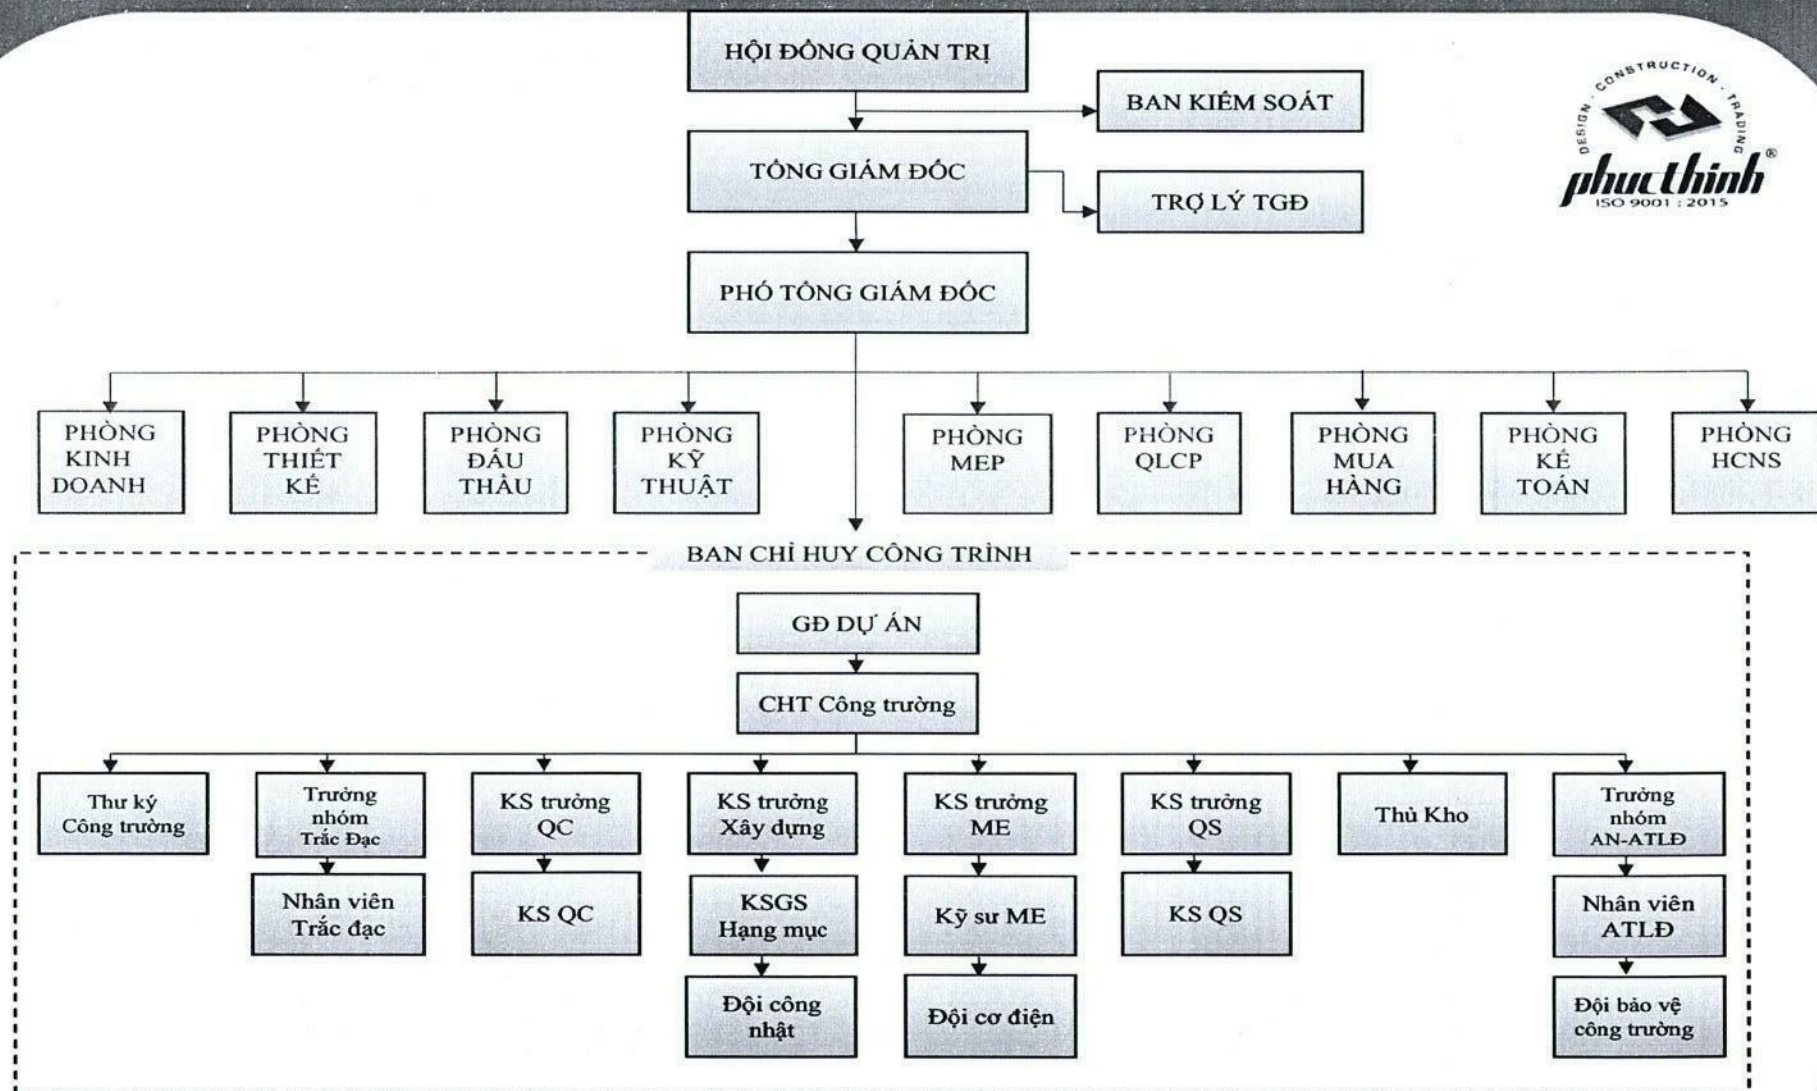 HỘI ĐỒNG QUẢN TRỊ
BAN KIỂM SOÁT
DESIGN - CONSTRUCTION - TRADING
phucthinh®
ISO 9001 : 2015
TỔNG GIÁM ĐỐC
TRỢ LÝ TGĐ
PHÓ TỔNG GIÁM ĐỐC
PHÒNG
KINH
DOANH
PHÒNG
THIẾT
KẾ
PHÒNG
ĐẤU
THẦU
PHÒNG
KỸ
THUẬT
PHÒNG
MEP
PHÒNG
QLCP
PHÒNG
MUA
HÀNG
PHÒNG
KẾ
TOÁN
PHÒNG
HCNS
BAN CHỈ HUY CÔNG TRÌNH
GĐ DỰ ÁN
CHT Công trường
Thư ký
Công trường
Trưởng
nhóm
Trắc Đạc
KS trưởng
QC
KS trưởng
Xây dựng
KS trưởng
ME
KS trưởng
QS
Thủ Kho
Trưởng
nhóm
AN-ATLĐ
Nhân viên
Trắc đạc
KS QC
KSGS
Hạng mục
Kỹ sư ME
KS QS
Nhân viên
ATLĐ
Đội công
nhật
Đội cơ điện
Đội bảo vệ
công trường